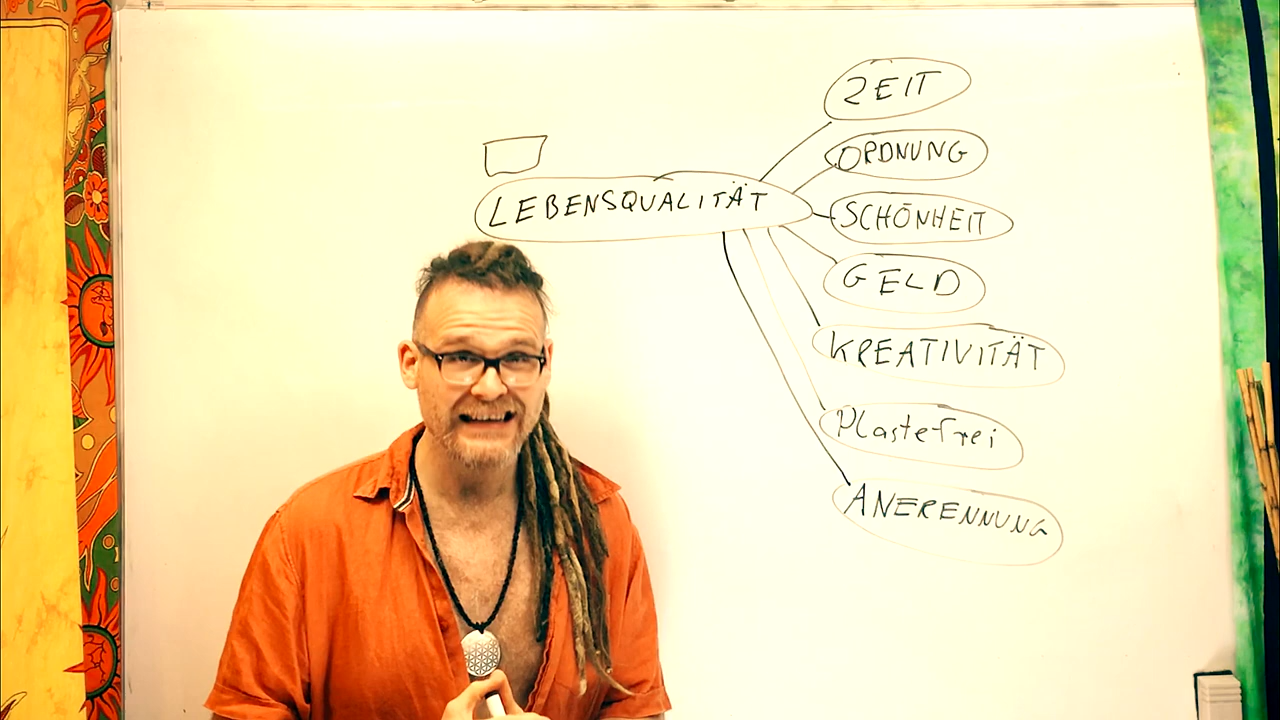 ZEIT
ORDNUNG
LEBENSQUALITÄT
SCHÖNHEIT
GELD
KREATIVITÄT
Plastefrei
ANERENNUNG